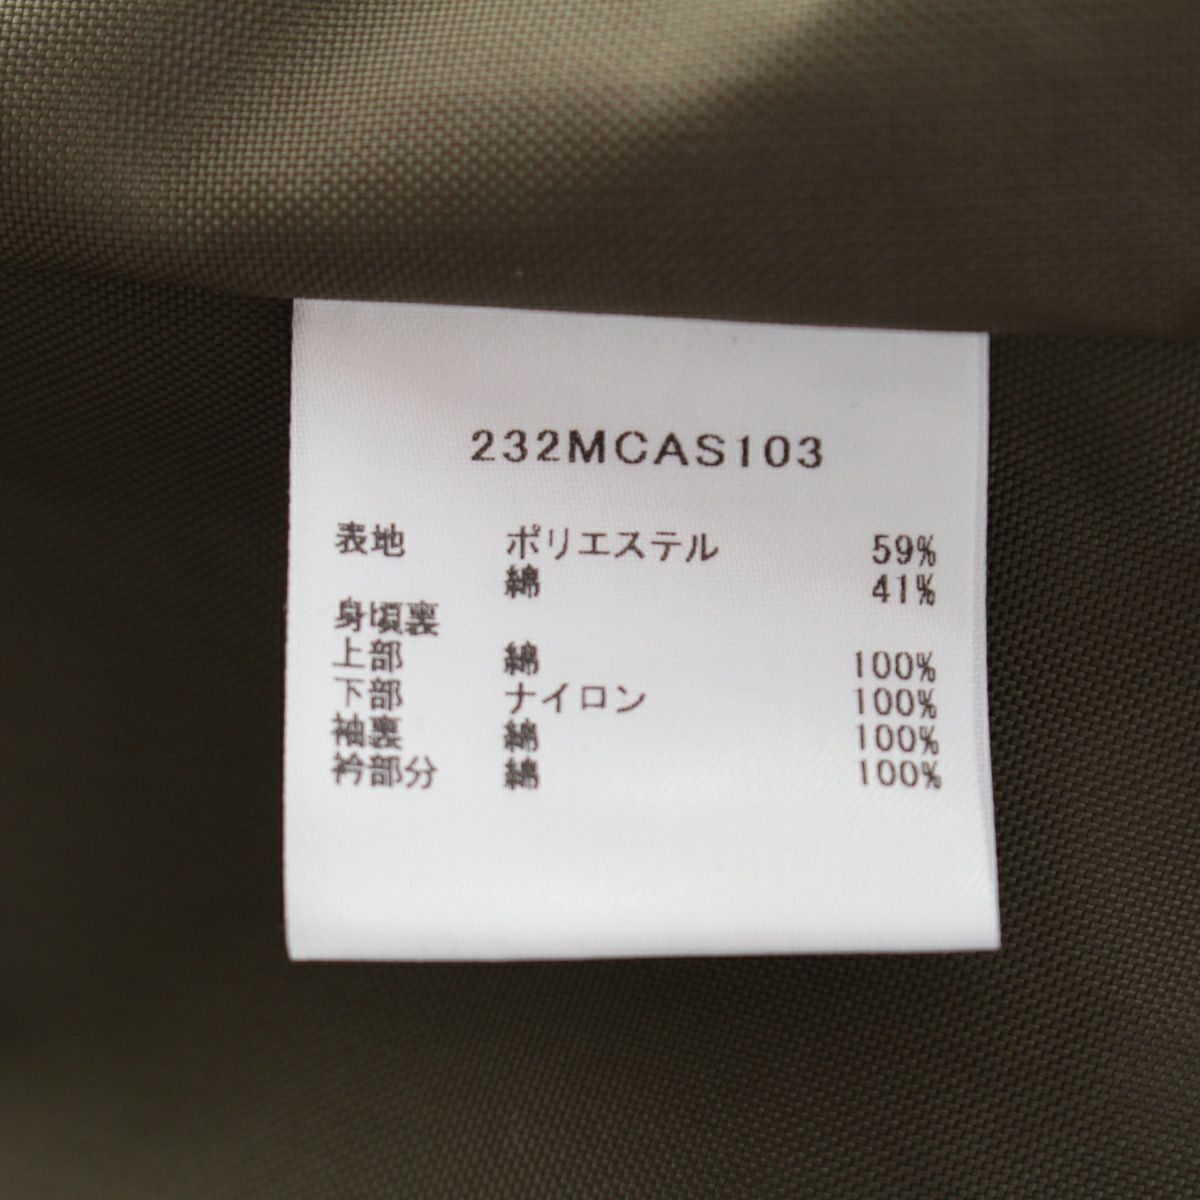 232MCAS103
表地 ポリエステル 59%
綿 41%
身頃裏
上部 綿 100%
下部 ナイロン 100%
袖裏 綿 100%
衿部分 綿 100%